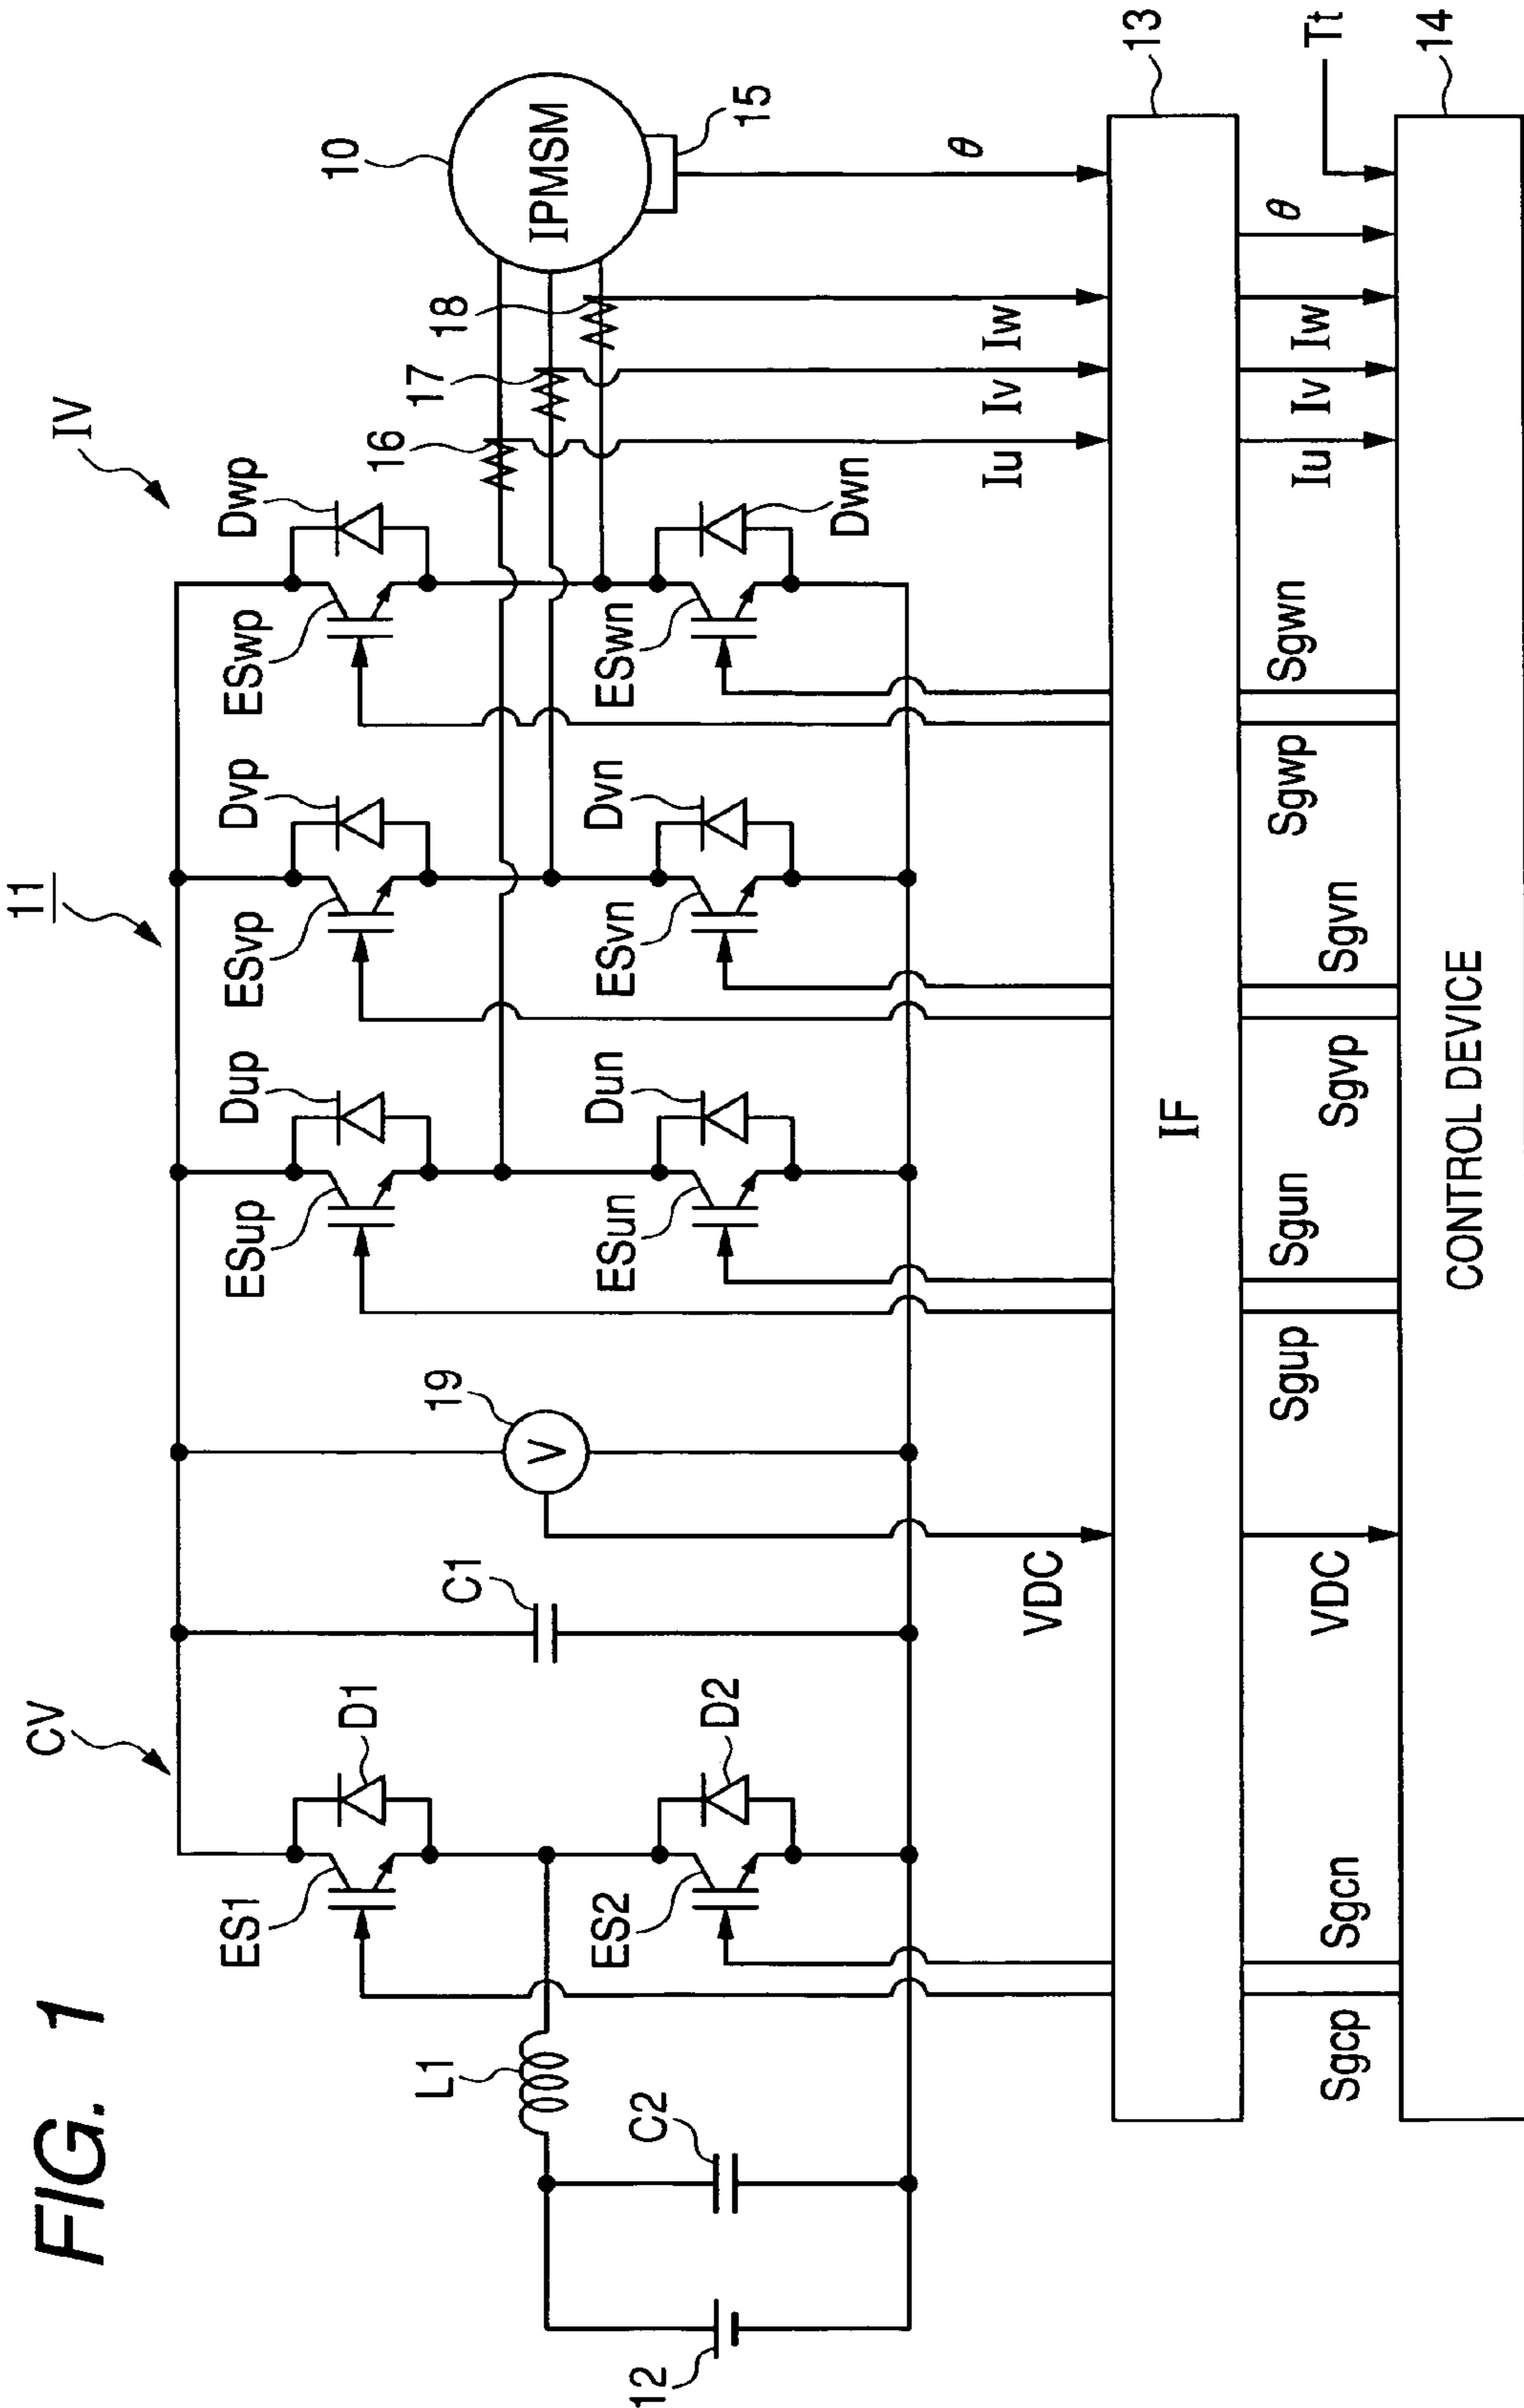 FIG. 1
11
CV
IV
ES1
D1
C1
19
V
ESup
Dup
ESvp
Dvp
ESwp
Dwp
10
IPMSM
16
17
18
15
12
C2
L1
ES2
D2
ESun
Dun
ESvn
Dvn
ESwn
Dwn
VDC
Iu
Iv
Iw
θ
IF
13
Sgcp
Sgcn
VDC
Sgup
Sgun
Sgvp
Sgvn
Sgwp
Sgwn
Iu
Iv
Iw
θ
Tt
CONTROL DEVICE
14